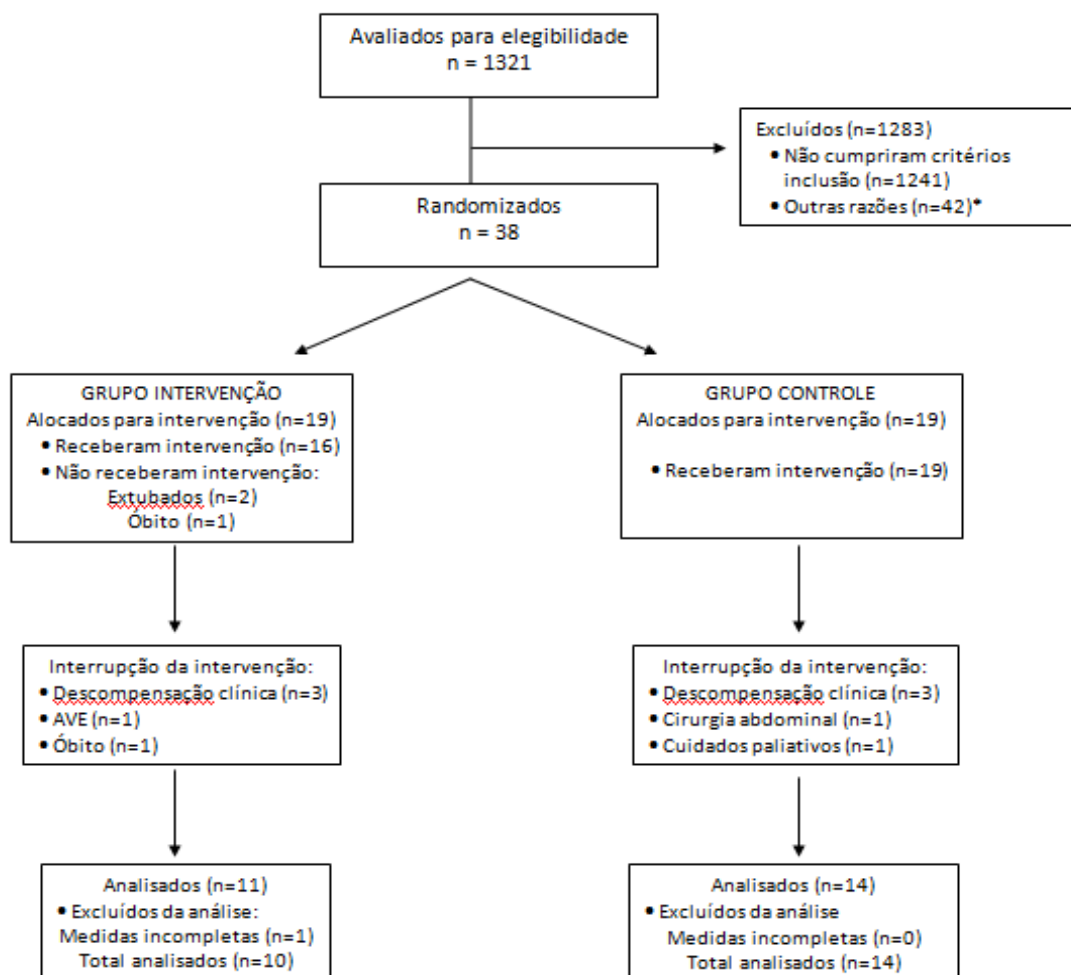 Avaliados para elegibilidade
n = 1321
Excluídos (n=1283)
• Não cumpriram critérios
inclusão (n=1241)
• Outras razões (n=42)*
Randomizados
n = 38
GRUPO INTERVENÇÃO
Alocados para intervenção (n=19)
• Receberam intervenção (n=16)
• Não receberam intervenção:
Extubados (n=2)
Óbito (n=1)
GRUPO CONTROLE
Alocados para intervenção (n=19)
• Receberam intervenção (n=19)
Interrupção da intervenção:
• Descompensação clínica (n=3)
• AVE (n=1)
• Óbito (n=1)
Interrupção da intervenção:
• Descompensação clínica (n=3)
• Cirurgia abdominal (n=1)
• Cuidados paliativos (n=1)
Analisados (n=11)
• Excluídos da análise:
Medidas incompletas (n=1)
Total analisados (n=10)
Analisados (n=14)
• Excluídos da análise
Medidas incompletas (n=0)
Total analisados (n=14)